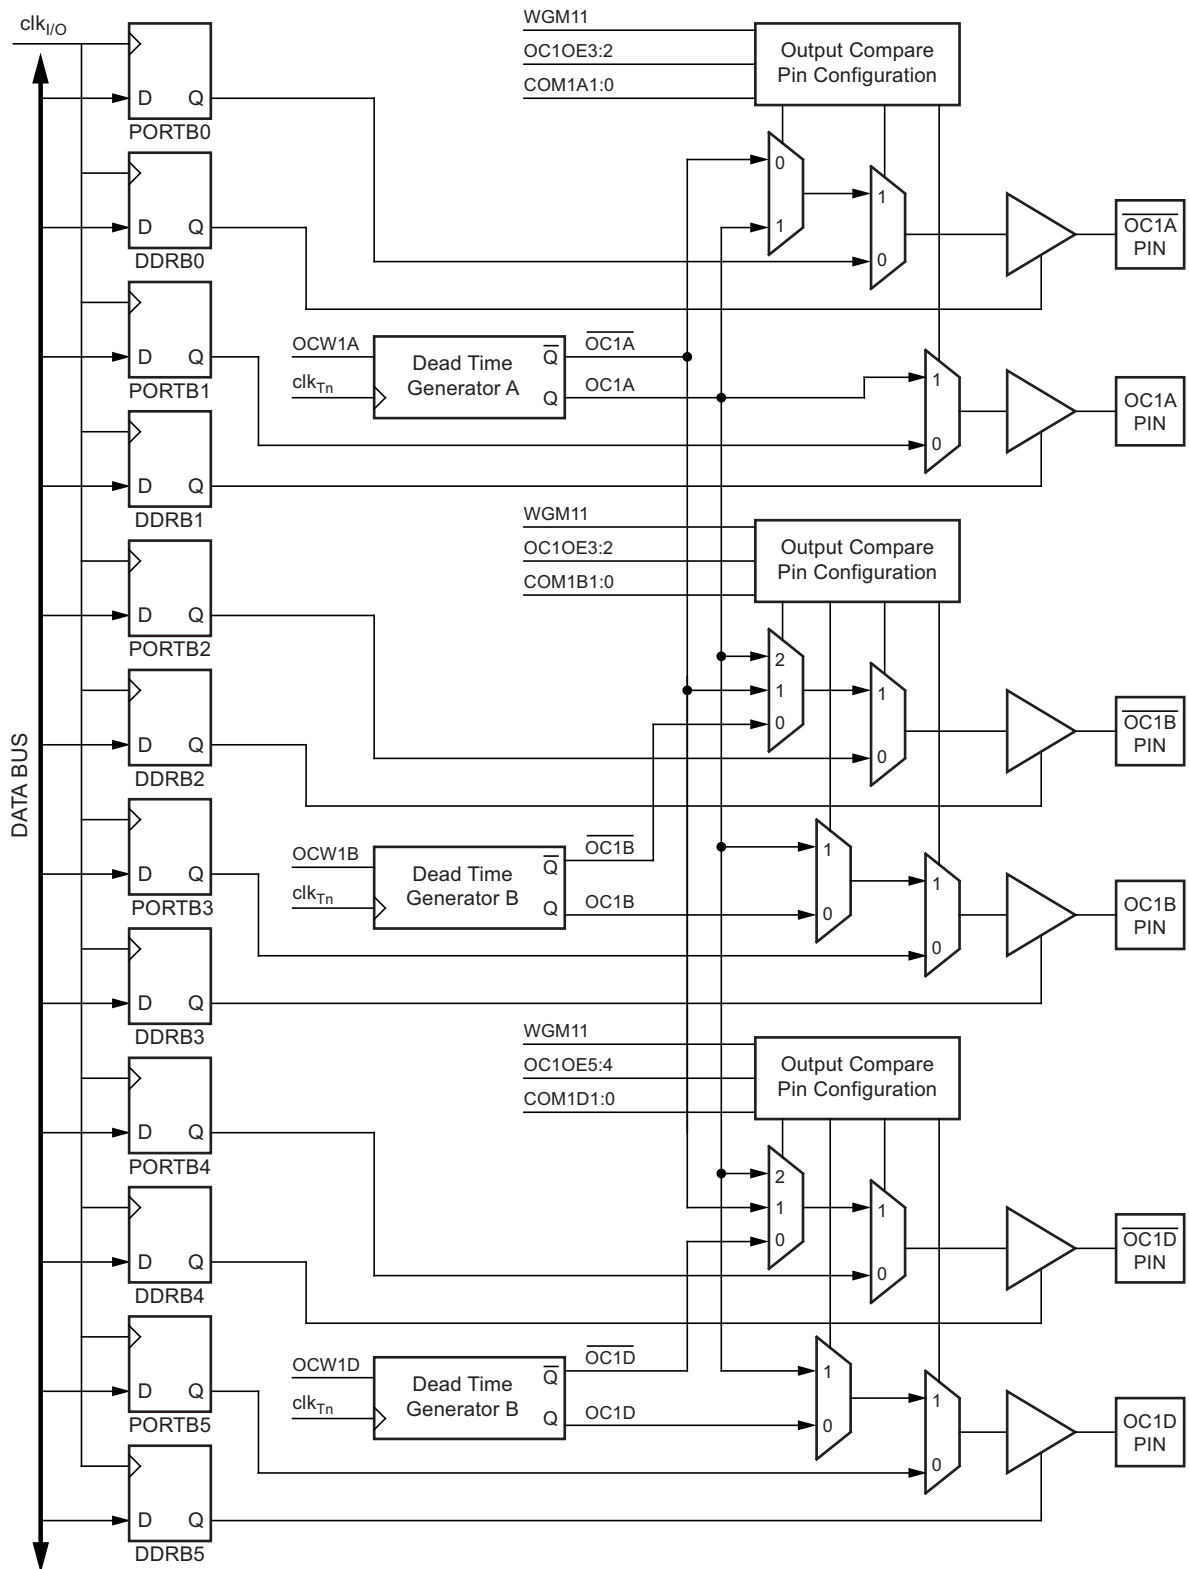 clkI/O
D Q
PORTB0
D Q
DDRB0
D Q
PORTB1
D Q
DDRB1
D Q
PORTB2
D Q
DDRB2
D Q
PORTB3
D Q
DDRB3
D Q
PORTB4
D Q
DDRB4
D Q
PORTB5
D Q
DDRB5
DATA BUS
WGM11
OC1OE3:2
COM1A1:0
Output Compare
Pin Configuration
0
1
1
0
OC1A
PIN
OCW1A
clkTn
Dead Time
Generator A
Q
Q
OC1A
OC1A
1
0
OC1A
PIN
WGM11
OC1OE3:2
COM1B1:0
Output Compare
Pin Configuration
2
1
0
1
0
OC1B
PIN
OCW1B
clkTn
Dead Time
Generator B
Q
Q
OC1B
OC1B
1
0
1
0
OC1B
PIN
WGM11
OC1OE5:4
COM1D1:0
Output Compare
Pin Configuration
2
1
0
1
0
OC1D
PIN
OCW1D
clkTn
Dead Time
Generator B
Q
Q
OC1D
OC1D
1
0
1
0
OC1D
PIN